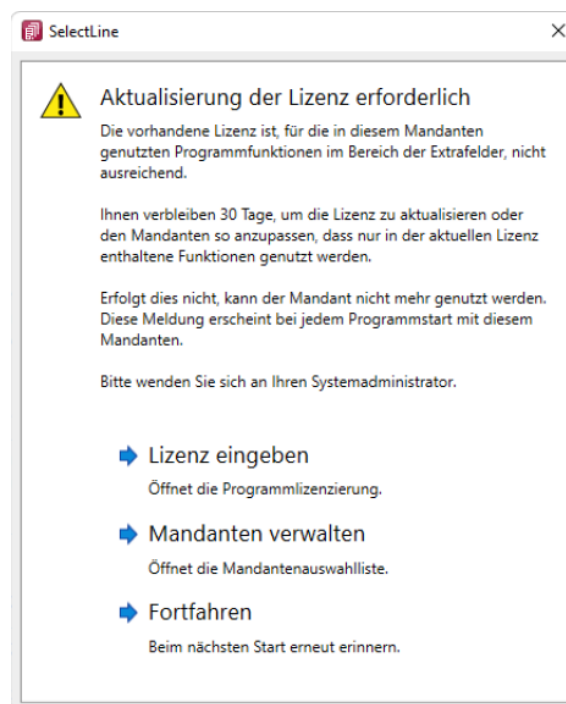 SelectLine
Aktualisierung der Lizenz erforderlich
Die vorhandene Lizenz ist, für die in diesem Mandanten
genutzten Programmfunktionen im Bereich der Extrafelder, nicht
ausreichend.
Ihnen verbleiben 30 Tage, um die Lizenz zu aktualisieren oder
den Mandanten so anzupassen, dass nur in der aktuellen Lizenz
enthaltene Funktionen genutzt werden.
Erfolgt dies nicht, kann der Mandant nicht mehr genutzt werden.
Diese Meldung erscheint bei jedem Programmstart mit diesem
Mandanten.
Bitte wenden Sie sich an Ihren Systemadministrator.
Lizenz eingeben
Öffnet die Programmlizenzierung.
Mandanten verwalten
Öffnet die Mandantenauswahlliste.
Fortfahren
Beim nächsten Start erneut erinnern.